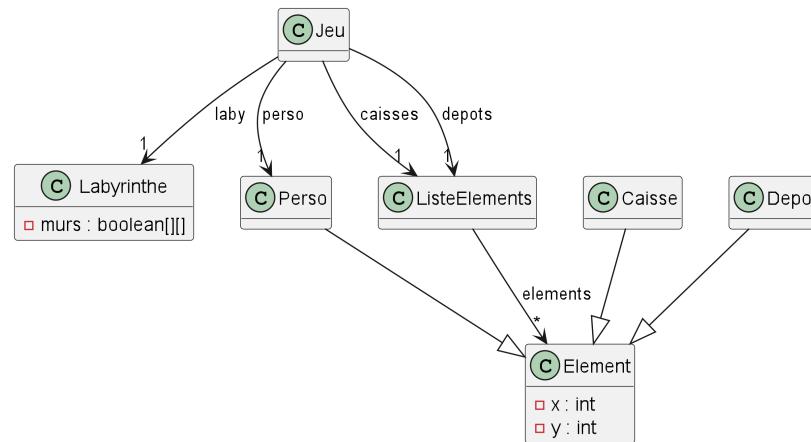 C Jeu
laby
perso
caisses
depots
1
1
1
1
C Labyrinthe
murs : boolean[][]
C Perso
C ListeElements
C Caisse
C Depo
elements
*
C Element
x : int
y : int